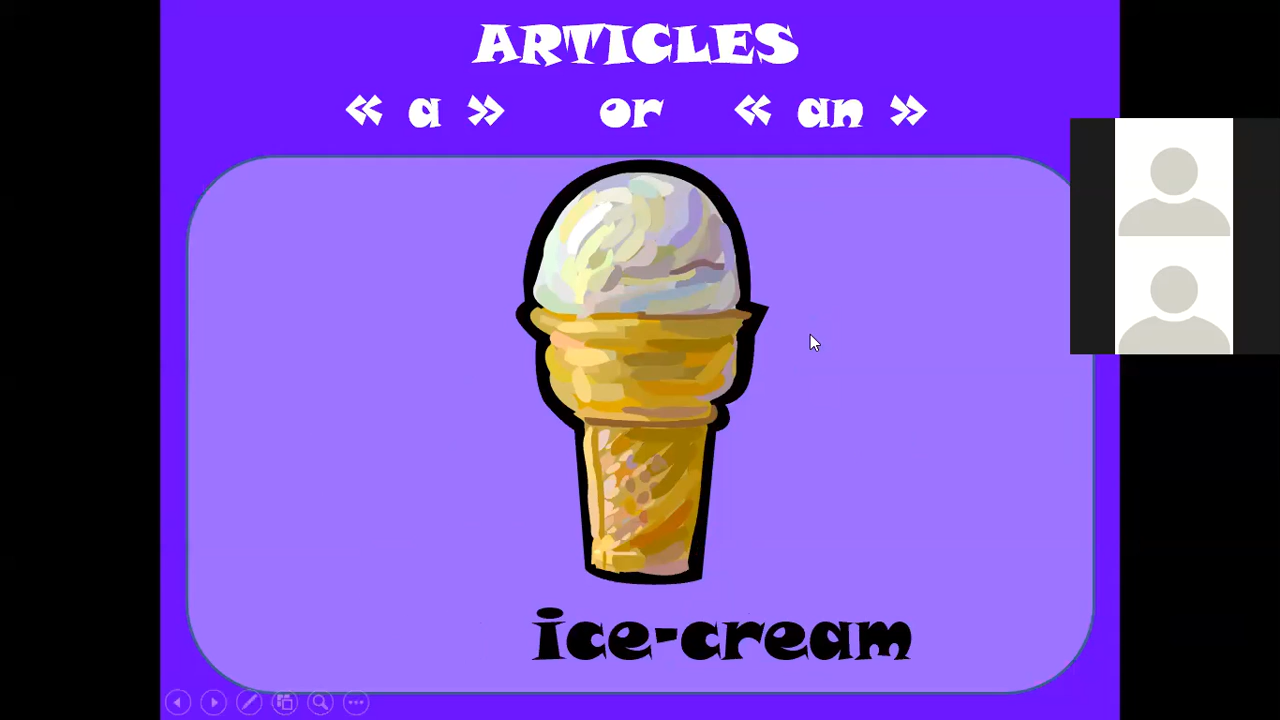 ARTICLES
« a » or « an »
ice-cream